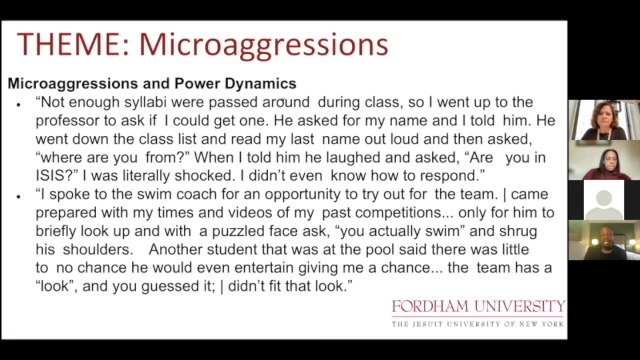 THEME: Microaggressions
Microaggressions and Power Dynamics
• “Not enough syllabi were passed around during class, so I went up to the
professor to ask if I could get one. He asked for my name and I told him. He
went down the class list and read my last name out loud and then asked,
“where are you from?” When I told him he laughed and asked, “Are you in
ISIS?” I was literally shocked. I didn’t even know how to respond.”
• “I spoke to the swim coach for an opportunity to try out for the team. | came
prepared with my times and videos of my past competitions... only for him to
briefly look up and with a puzzled face ask, “you actually swim” and shrug
his shoulders. Another student that was at the pool said there was little
to no chance he would even entertain giving me a chance... the team has a
“look”, and you guessed it; | didn’t fit that look.”
FORDHAM UNIVERSITY
THE JESUIT UNIVERSITY OF NEW YORK